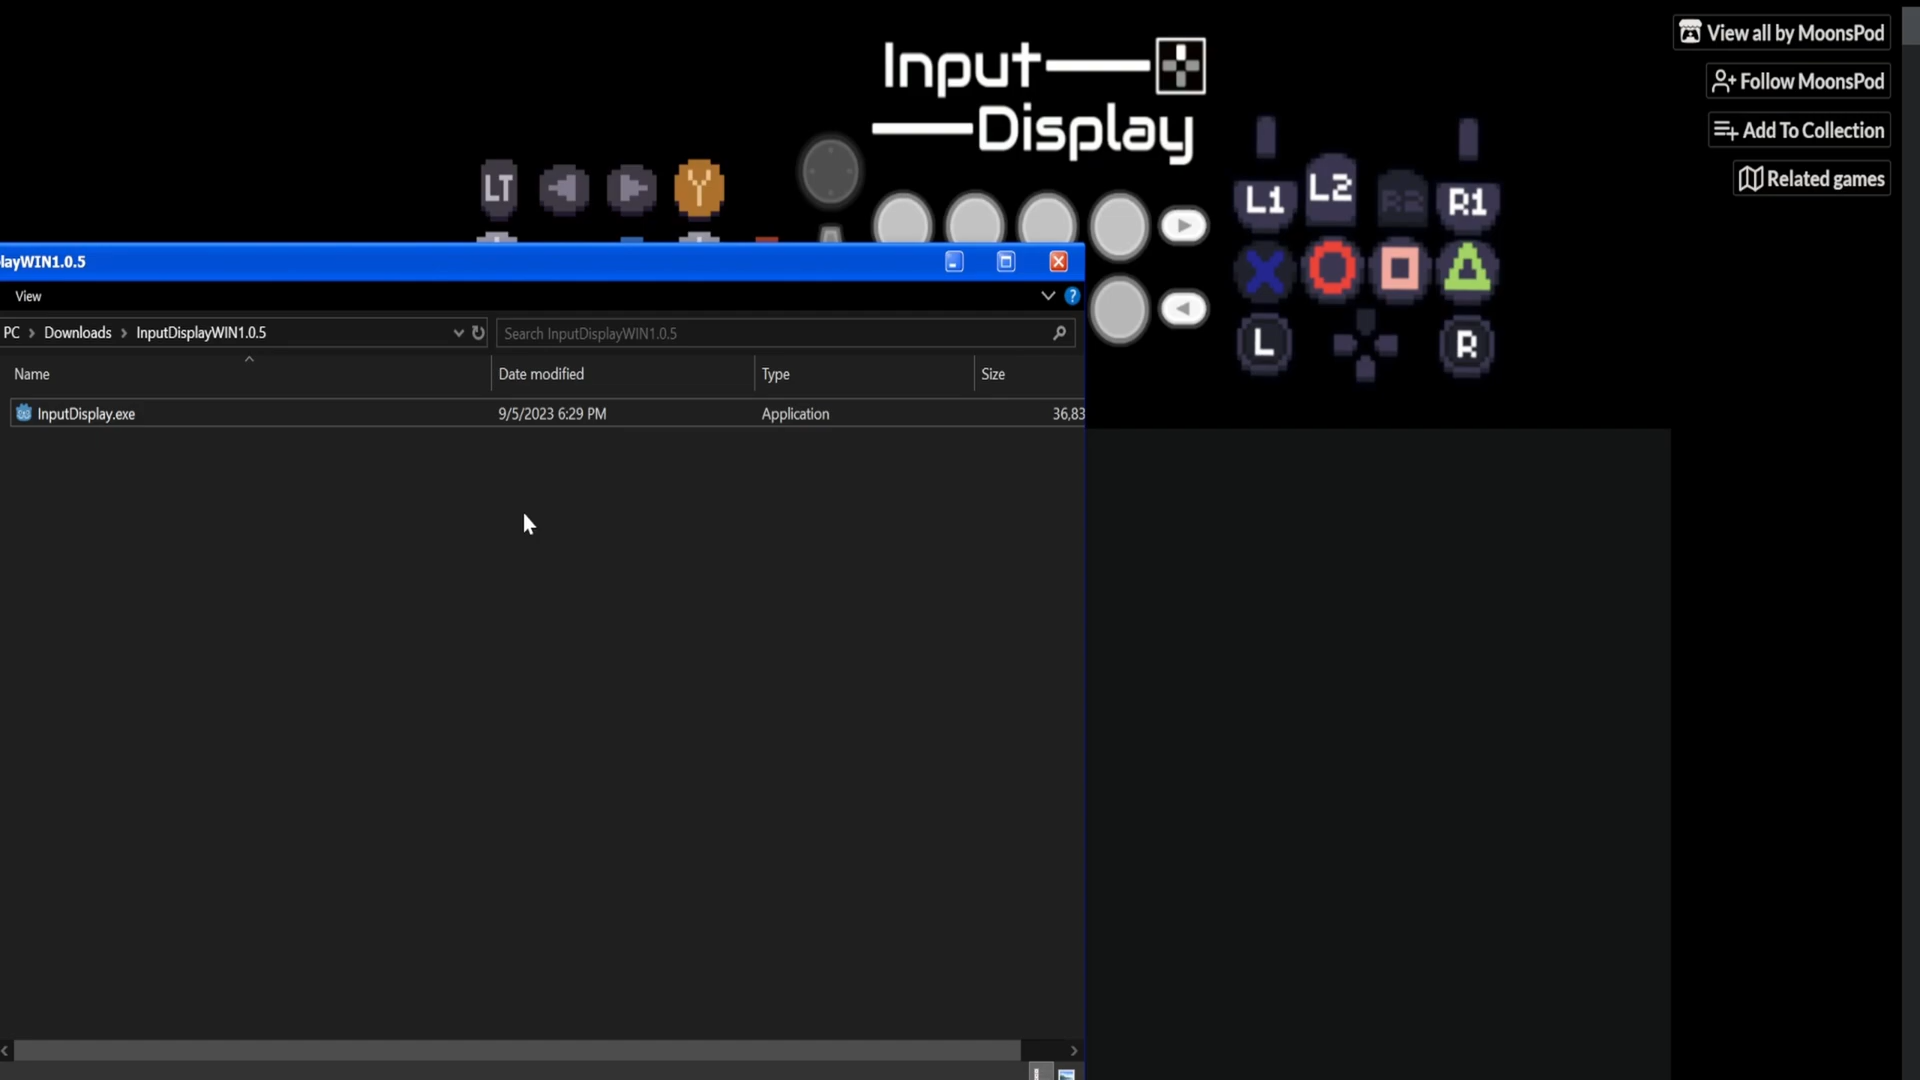 Input
Display
View all by MoonsPod
Follow MoonsPod
Add To Collection
Related games
LT
Y
L1
L2
R2
R1
L
R
layWIN1.0.5
View
PC > Downloads > InputDisplayWIN1.0.5
Search InputDisplayWIN1.0.5
Name
Date modified
Type
Size
InputDisplay.exe
9/5/2023 6:29 PM
Application
36,83